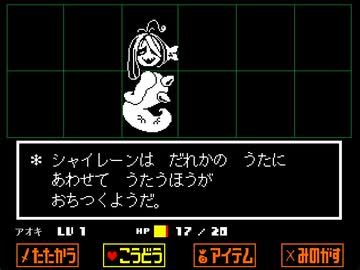 * シャイレーンは だれかの うたに
あわせて うたうほうが
おちつくようだ。
アオキ LV 1 HP 17 / 20
たたかう こうどう アイテム みのがす